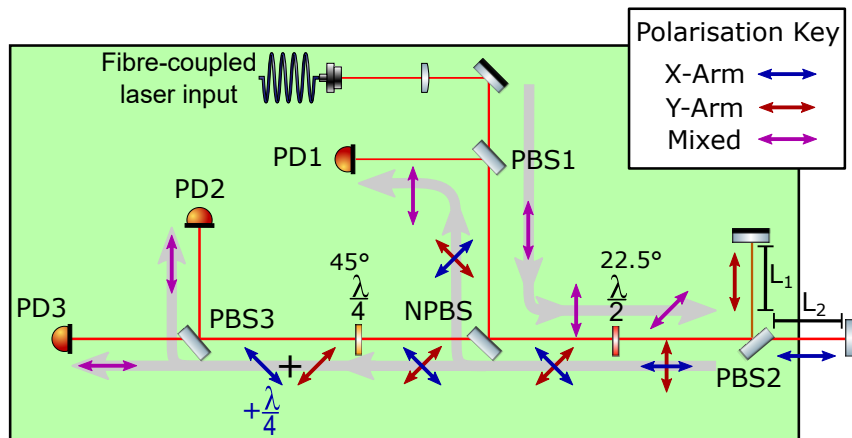 Polarisation Key
X-Arm
Y-Arm
Mixed
Fibre-coupled
laser input
PD1
PBS1
PD2
45°
λ
4
22.5°
λ
2
L₁
L₂
PD3
PBS3
NPBS
PBS2
+
+λ
4